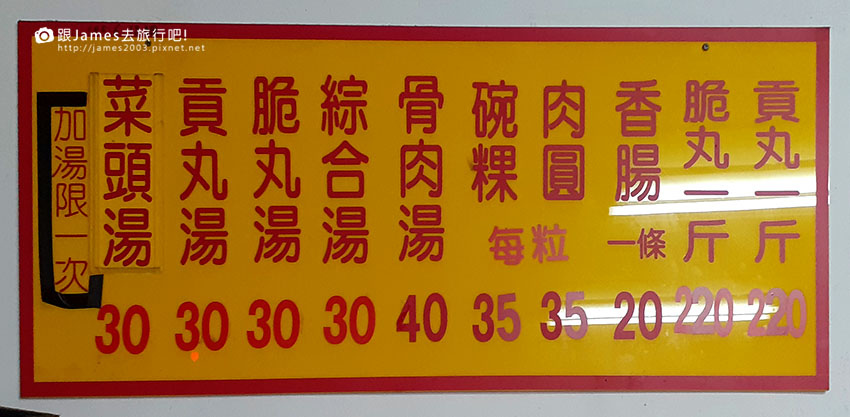 跟James去旅行吧!
http://james2003.pixnet.net
加湯限一次
菜頭湯 30
貢丸湯 30
脆丸湯 30
綜合湯 30
骨肉湯 40
碗粿 每粒 35
肉圓 每粒 35
香腸 一條 20
脆丸一斤 220
貢丸一斤 220